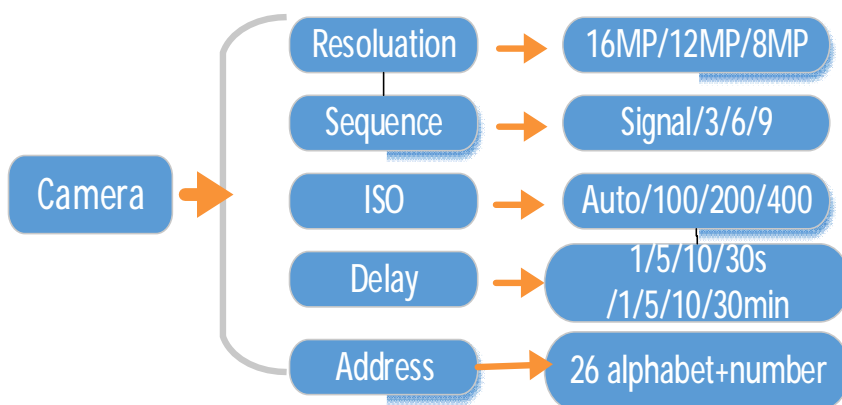 Resoluation
16MP/12MP/8MP
Sequence
Signal/3/6/9
Camera
ISO
Auto/100/200/400
Delay
1/5/10/30s
/1/5/10/30min
Address
26 alphabet+number